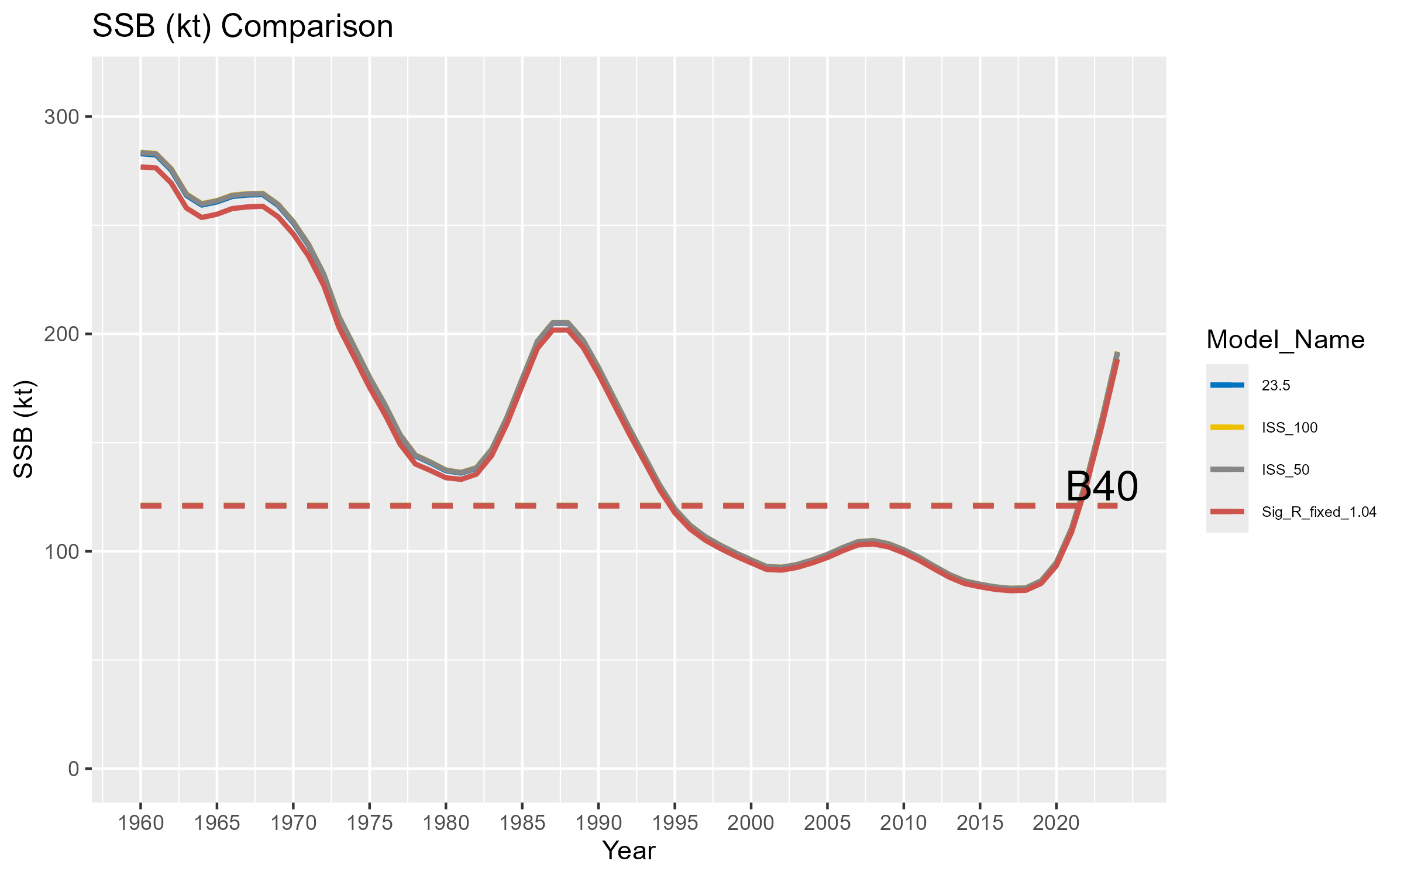 SSB (kt) Comparison
SSB (kt)
300
200
100
0
B40
1960 1965 1970 1975 1980 1985 1990 1995 2000 2005 2010 2015 2020
Year
Model_Name
23.5
ISS_100
ISS_50
Sig_R_fixed_1.04